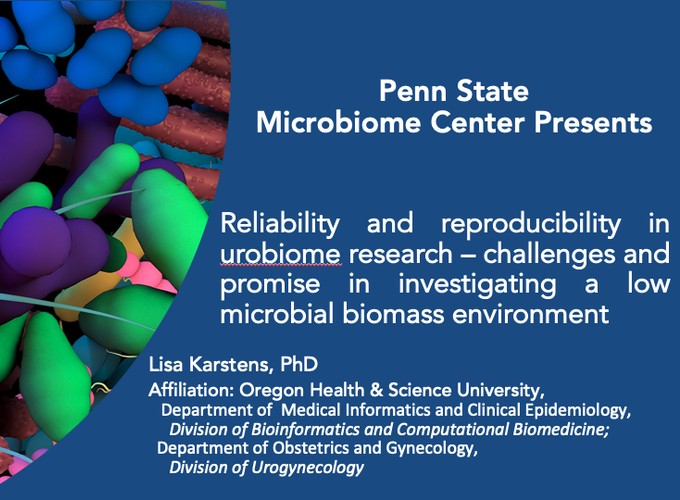 Penn State
Microbiome Center Presents
Reliability and reproducibility in
urobiome research – challenges and
promise in investigating a low
microbial biomass environment
Lisa Karstens, PhD
Affiliation: Oregon Health & Science University,
Department of Medical Informatics and Clinical Epidemiology,
Division of Bioinformatics and Computational Biomedicine;
Department of Obstetrics and Gynecology,
Division of Urogynecology